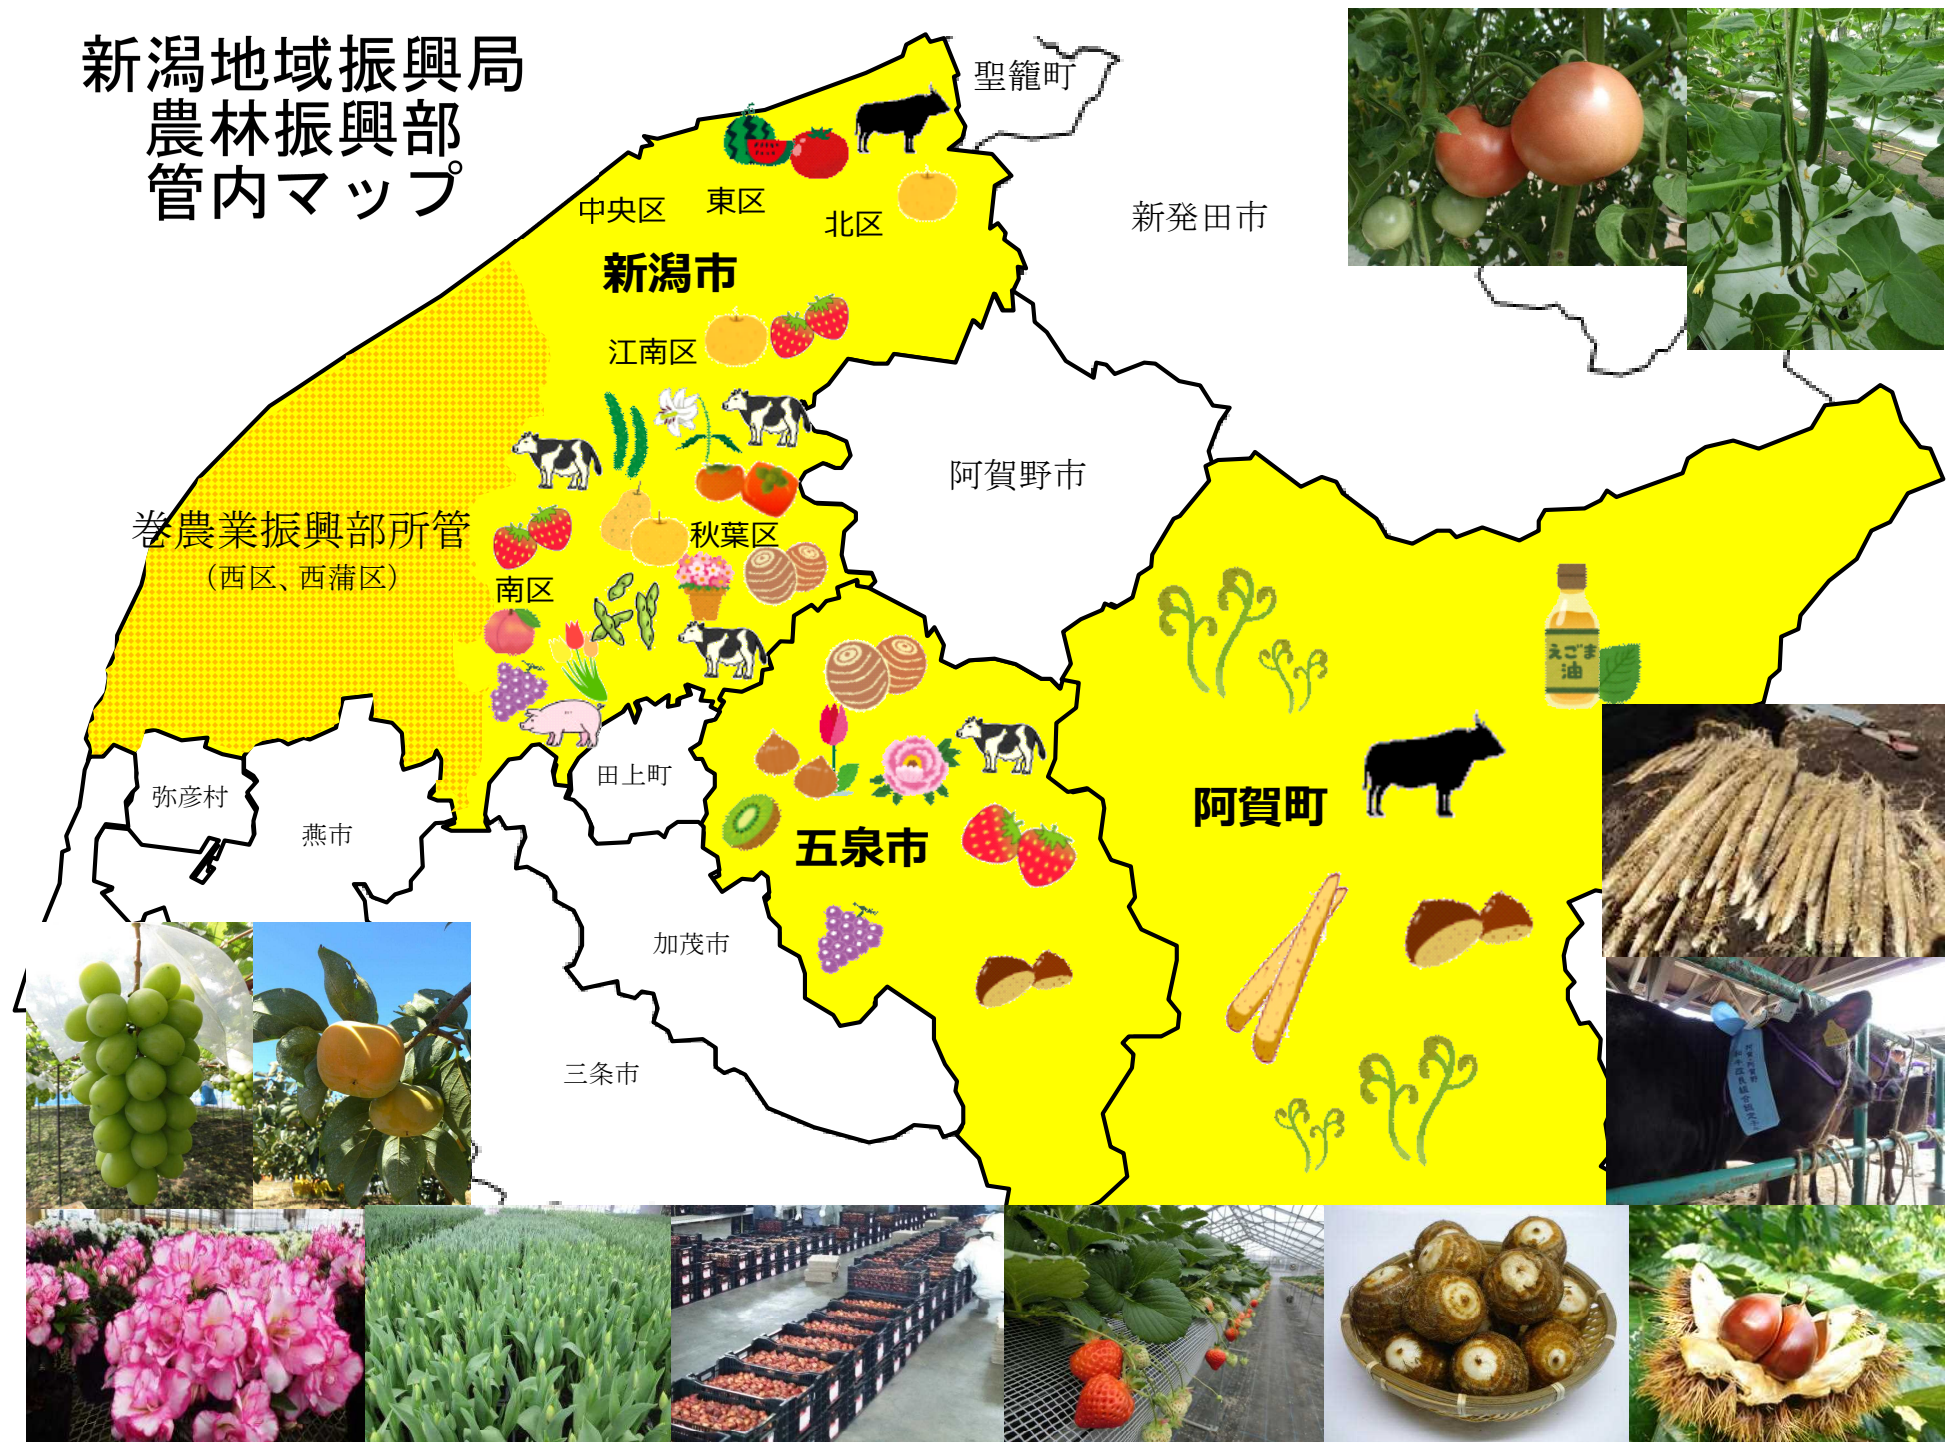 新潟地域振興局
農林振興部
管内マップ
聖籠町
中央区
東区
北区
新発田市
新潟市
江南区
阿賀野市
巻農業振興部所管
（西区、西蒲区）
秋葉区
南区
えごま
油
弥彦村
燕市
田上町
五泉市
阿賀町
加茂市
三条市